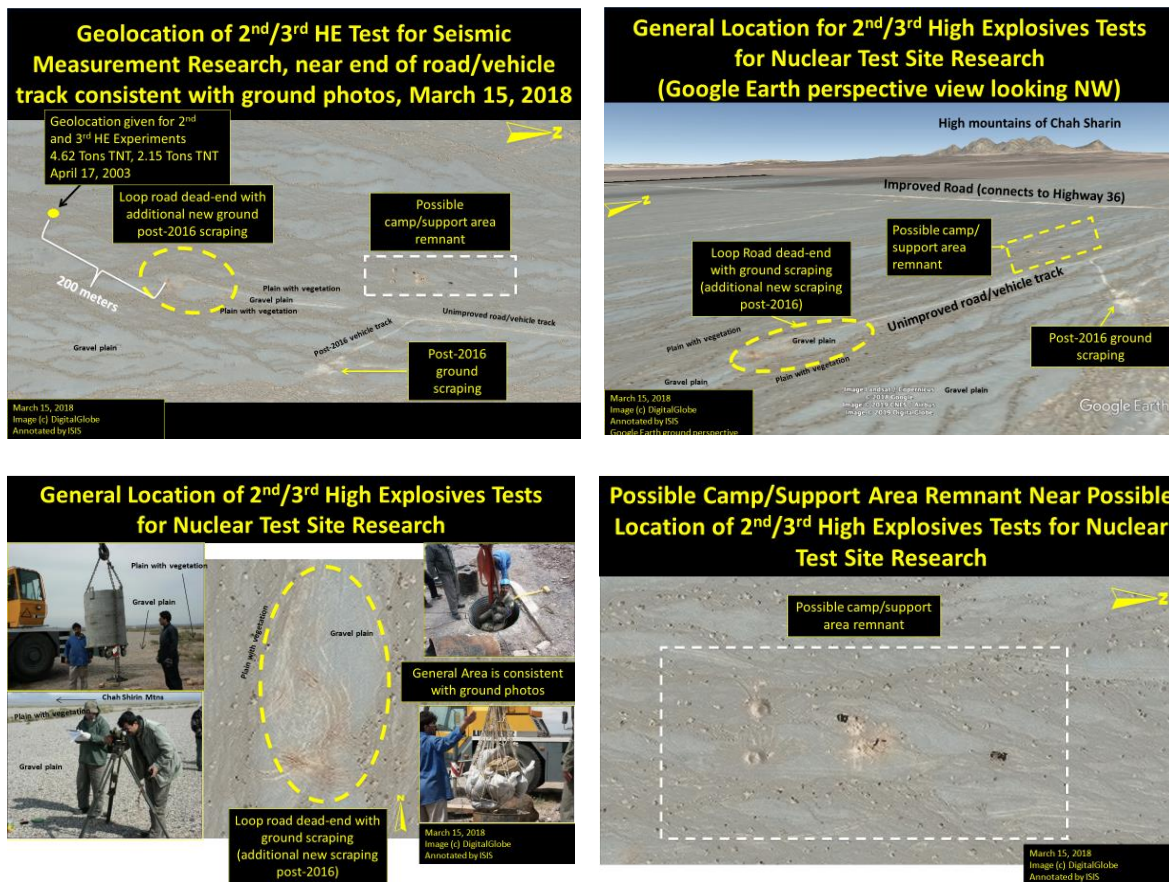 Geolocation of 2nd/3rd HE Test for Seismic
Measurement Research, near end of road/vehicle
track consistent with ground photos, March 15, 2018
Geolocation given for 2nd
and 3rd HE Experiments
4.62 Tons TNT, 2.15 Tons TNT
April 17, 2003
Z
Loop road dead-end with
additional new ground
post-2016 scraping
Possible
camp/support area
remnant
200 meters
Plain with vegetation
Gravel plain
Plain with vegetation
Unimproved road/vehicle track
Post-2016 vehicle track
Gravel plain
Post-2016
ground
scraping
March 15, 2018
Image (c) DigitalGlobe
Annotated by ISIS
General Location for 2nd/3rd High Explosives Tests
for Nuclear Test Site Research
(Google Earth perspective view looking NW)
High mountains of Chah Sharin
Improved Road (connects to Highway 36)
Z
Possible camp/
support area
remnant
Loop Road dead-end
with ground scraping
(additional new scraping
post-2016)
Unimproved road/vehicle track
Plain with vegetation
Gravel plain
Plain with vegetation
Post-2016 ground
scraping
Gravel plain
Gravel plain
Image Landsat / Copernicus
© 2018 Google
Image © 2019 CNES / Airbus
Image © 2019 DigitalGlobe
Google Earth
March 15, 2018
Image (c) DigitalGlobe
Annotated by ISIS
Google Earth ground perspective
General Location of 2nd/3rd High Explosives Tests
for Nuclear Test Site Research
Plain with vegetation
Gravel plain
Plain with vegetation
Gravel plain
General Area is consistent
with ground photos
Chah Shirin Mtns
Plain with vegetation
Gravel plain
Loop road dead-end with
ground scraping
(additional new scraping
post-2016)
N
March 15, 2018
Image (c) DigitalGlobe
Annotated by ISIS
Possible Camp/Support Area Remnant Near Possible
Location of 2nd/3rd High Explosives Tests for Nuclear
Test Site Research
Possible camp/support
area remnant
Z
March 15, 2018
Image (c) DigitalGlobe
Annotated by ISIS